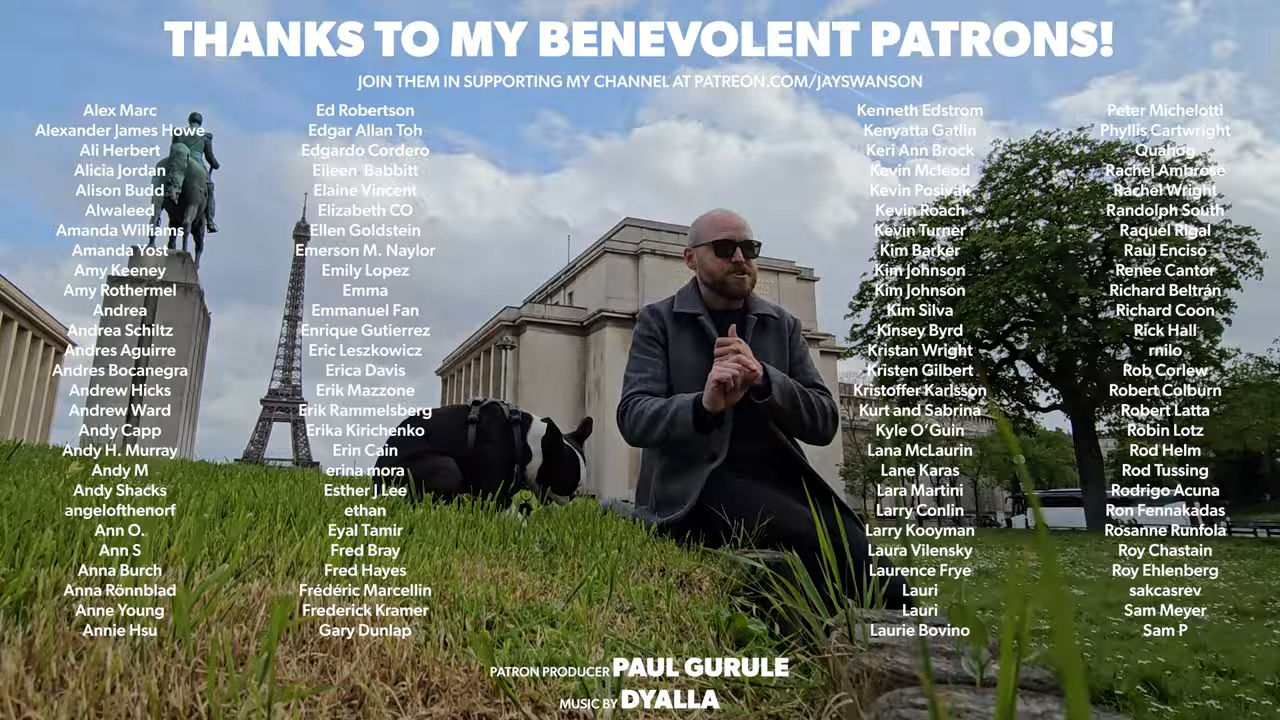 THANKS TO MY BENEVOLENT PATRONS!
JOIN THEM IN SUPPORTING MY CHANNEL AT PATREON.COM/JAYSWANSON
Alex Marc
Alexander James Howe
Ali Herbert
Alicia Jordan
Alison Budd
Alwaleed
Amanda Williams
Amanda Yost
Amy Keeney
Amy Rothermel
Andrea
Andrea Schiltz
Andres Aguirre
Andres Bocanegra
Andrew Hicks
Andrew Ward
Andy Capp
Andy H. Murray
Andy M
Andy Shacks
angelofthenorf
Ann O.
Ann S
Anna Burch
Anna Rönnblad
Anne Young
Annie Hsu
Ed Robertson
Edgar Allan Toh
Edgardo Cordero
Eileen Babbitt
Elaine Vincent
Elizabeth CO
Ellen Goldstein
Emerson M. Naylor
Emily Lopez
Emma
Emmanuel Fan
Enrique Gutierrez
Eric Leszkowicz
Erica Davis
Erik Mazzone
Erik Rammelsberg
Erika Kirichenko
Erin Cain
erina mora
Esther J Lee
ethan
Eyal Tamir
Fred Bray
Fred Hayes
Frédéric Marcellin
Frederick Kramer
Gary Dunlap
Kenneth Edstrom
Kenyatta Gatlin
Keri Ann Brock
Kevin Mcleod
Kevin Posivak
Kevin Roach
Kevin Turner
Kim Barker
Kim Johnson
Kim Johnson
Kim Silva
Kinsey Byrd
Kristan Wright
Kristen Gilbert
Kristoffer Karlsson
Kurt and Sabrina
Kyle O’Guin
Lana McLaurin
Lane Karas
Lara Martini
Larry Conlin
Larry Kooyman
Laura Vilensky
Laurence Frye
Lauri
Lauri
Laurie Bovino
Peter Michelotti
Phyllis Cartwright
Quahog
Rachel Ambrose
Rachel Wright
Randolph South
Raquel Rigal
Raúl Enciso
Renee Cantor
Richard Beltrán
Richard Coon
Rick Hall
rnilo
Rob Corlew
Robert Colburn
Robert Latta
Robin Lotz
Rod Helm
Rod Tussing
Rodrigo Acuna
Ron Fennakadas
Rosanne Runfola
Roy Chastain
Roy Ehlenberg
sakcasrev
Sam Meyer
Sam P
PATRON PRODUCER PAUL GURULE
MUSIC BY DYALLA